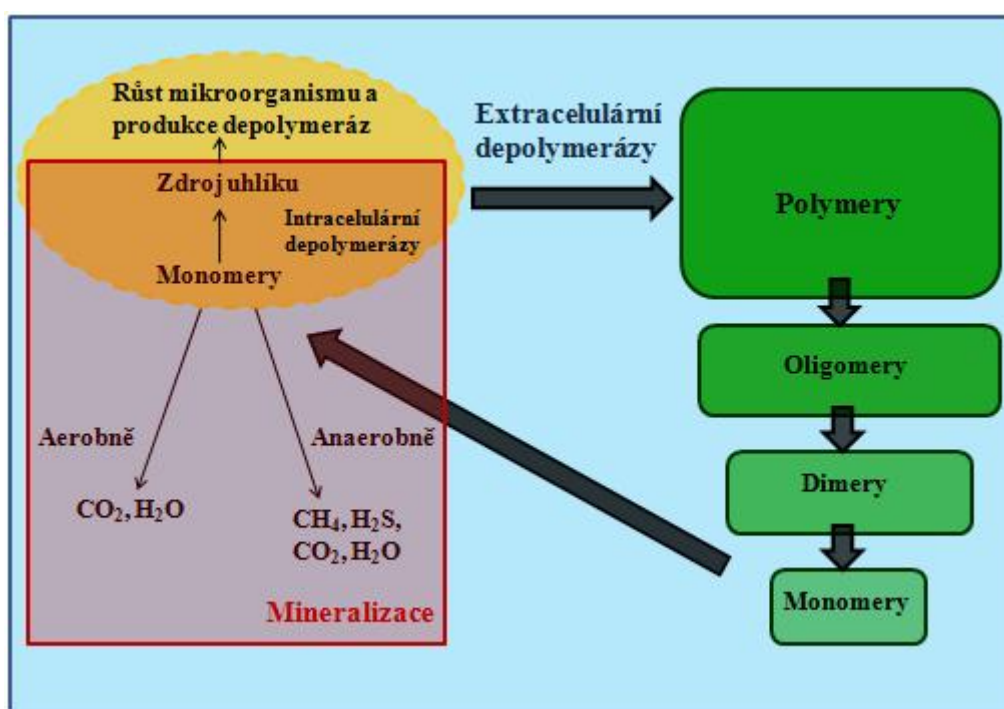 Růst mikroorganismu a
produkce depolymeráz
Zdroj uhlíku
Intracelulární
depolymerázy
Monomery
Extracelulární
depolymerázy
Polymery
Oligomery
Dimery
Monomery
Aerobně
Anaerobně
CO₂, H₂O
CH₄, H₂S,
CO₂, H₂O
Mineralizace